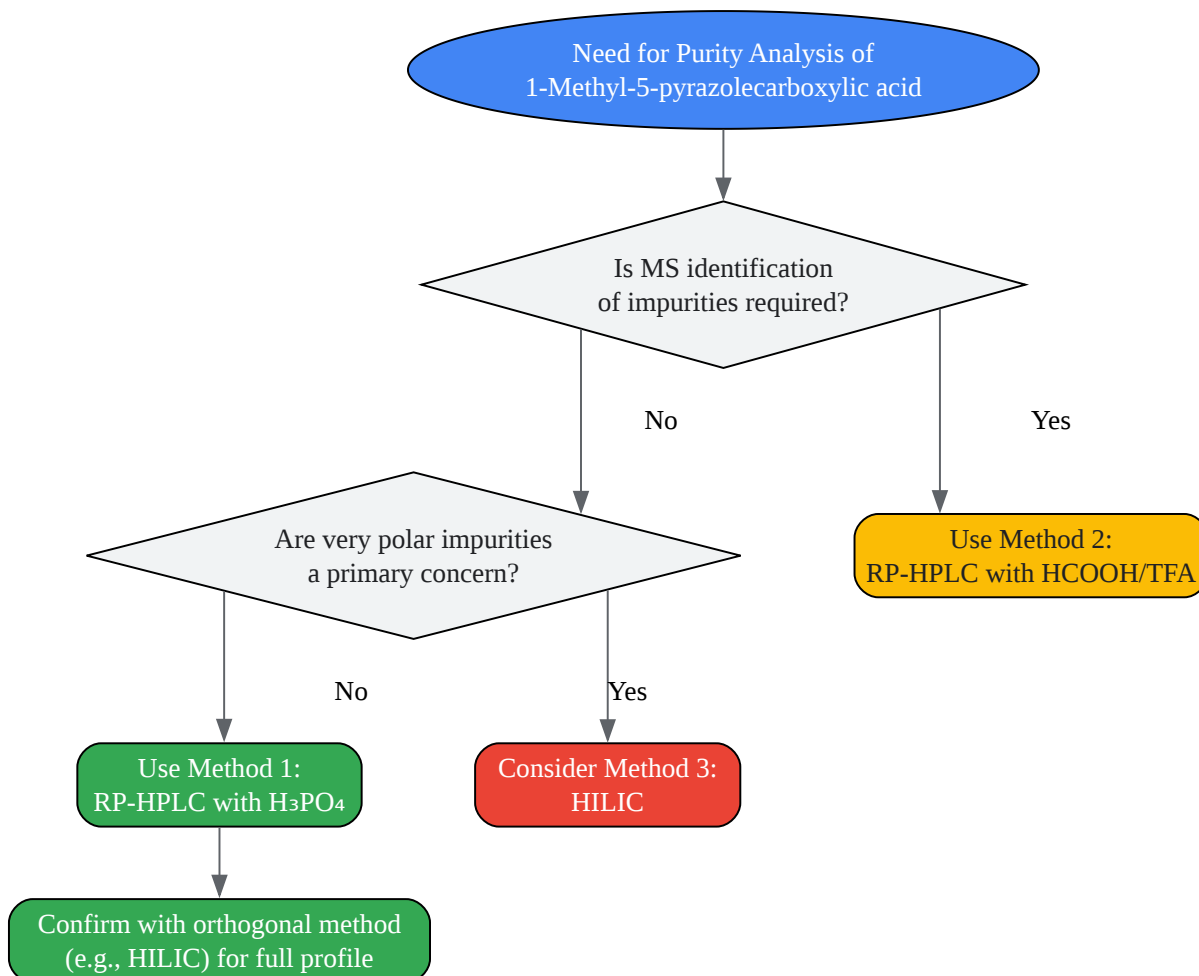 Need for Purity Analysis of
1-Methyl-5-pyrazolecarboxylic acid
Is MS identification
of impurities required?
No
Yes
Are very polar impurities
a primary concern?
Use Method 2:
RP-HPLC with HCOOH/TFA
No
Yes
Use Method 1:
RP-HPLC with H₃PO₄
Consider Method 3:
HILIC
Confirm with orthogonal method
(e.g., HILIC) for full profile